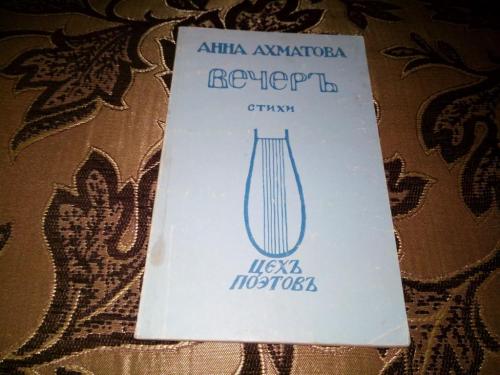 АННА АХМАТОВА
ВЕЧЕРЪ
СТИХИ
ЦЕХЪ
ПОЭТОВЪ